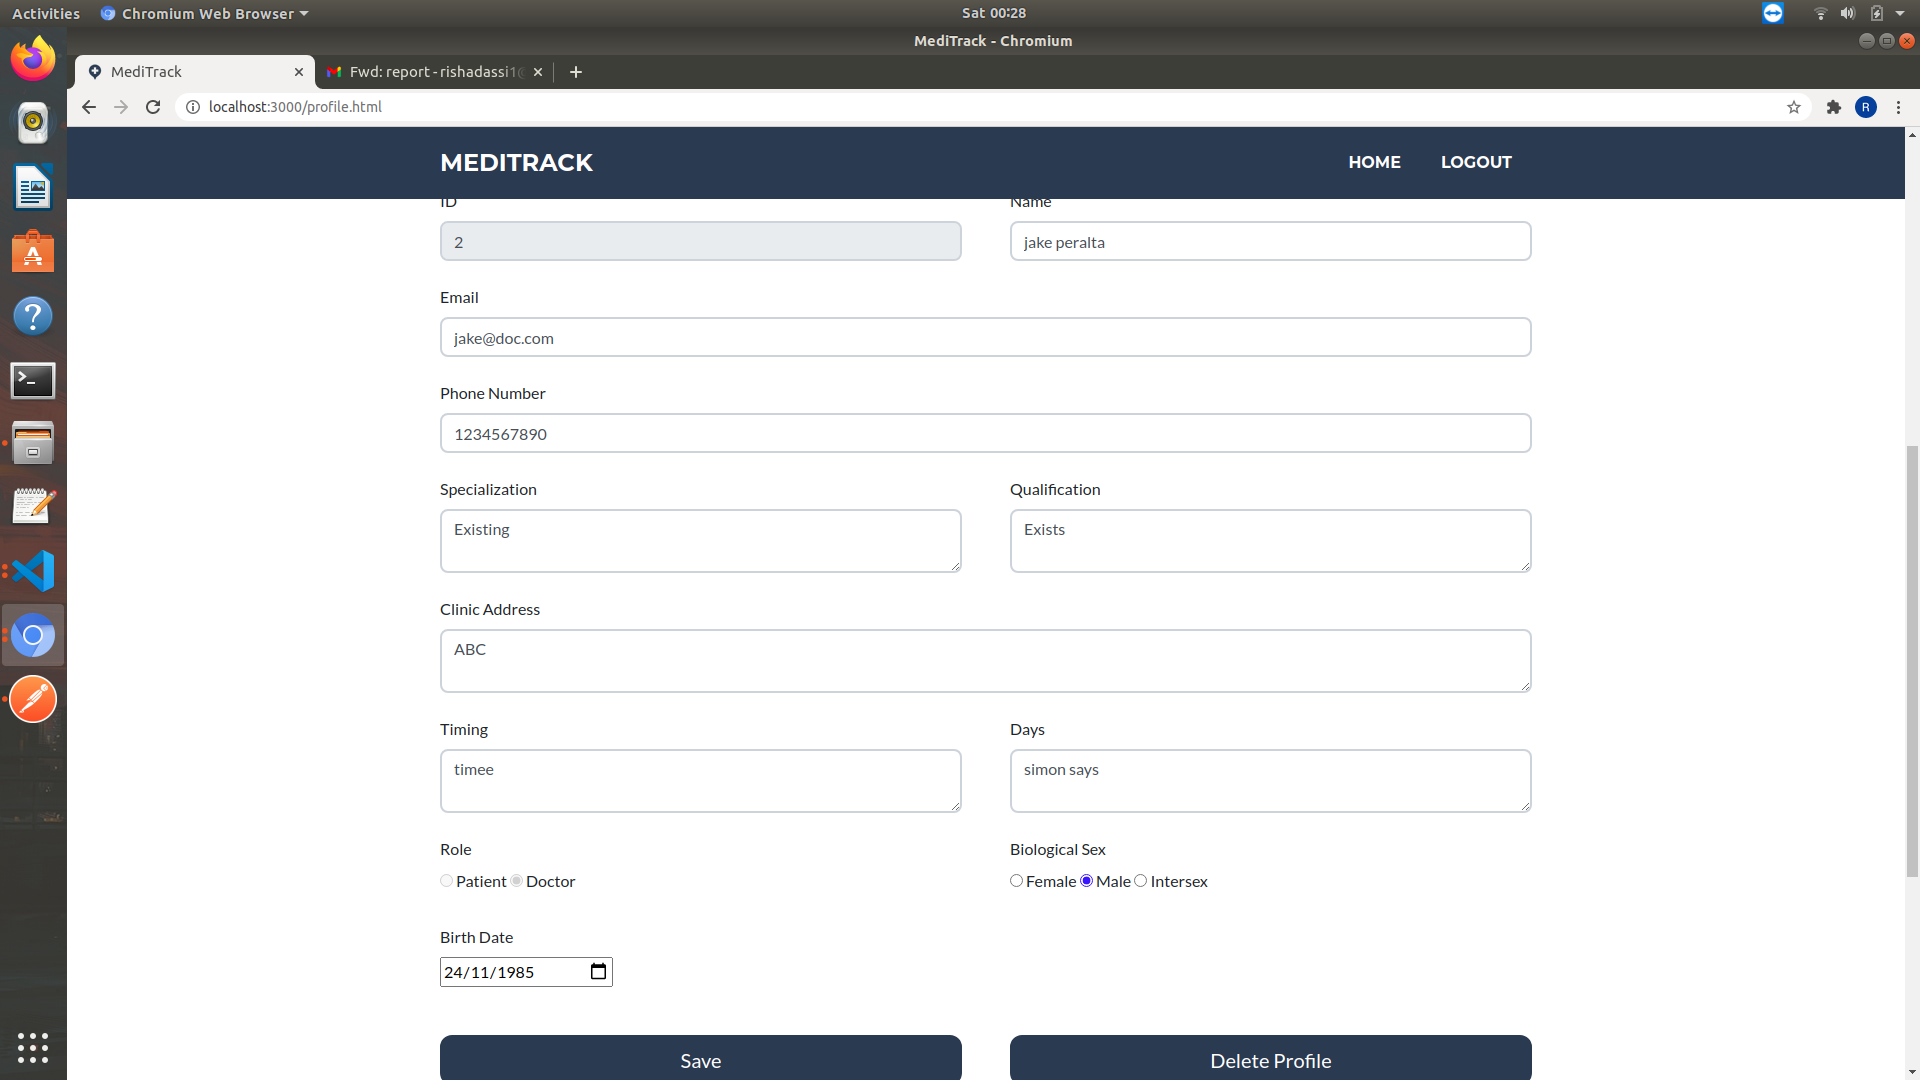 Activities Chromium Web Browser Sat 00:28
MediTrack - Chromium
MediTrack Fwd: report - rishadassi1@
localhost:3000/profile.html R
MEDITRACK HOME LOGOUT
ID Name
2 jake peralta
Email
jake@doc.com
Phone Number
1234567890
Specialization Qualification
Existing Exists
Clinic Address
ABC
Timing Days
timee simon says
Role Biological Sex
Patient Doctor Female Male Intersex
Birth Date
24/11/1985
Save Delete Profile